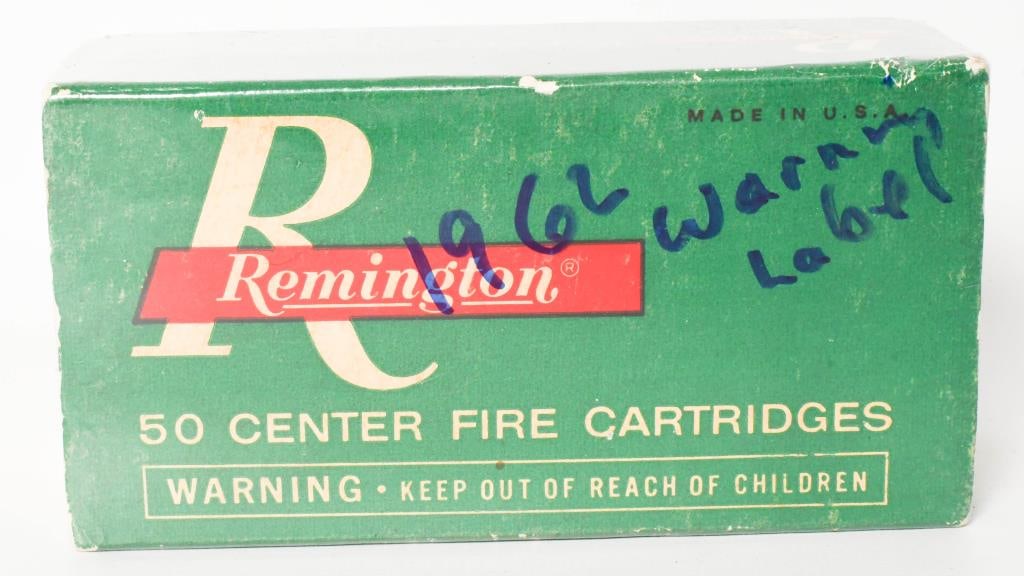 MADE IN U.S.A.
R
1962 Warning
Label
Remington®
50 CENTER FIRE CARTRIDGES
WARNING • KEEP OUT OF REACH OF CHILDREN